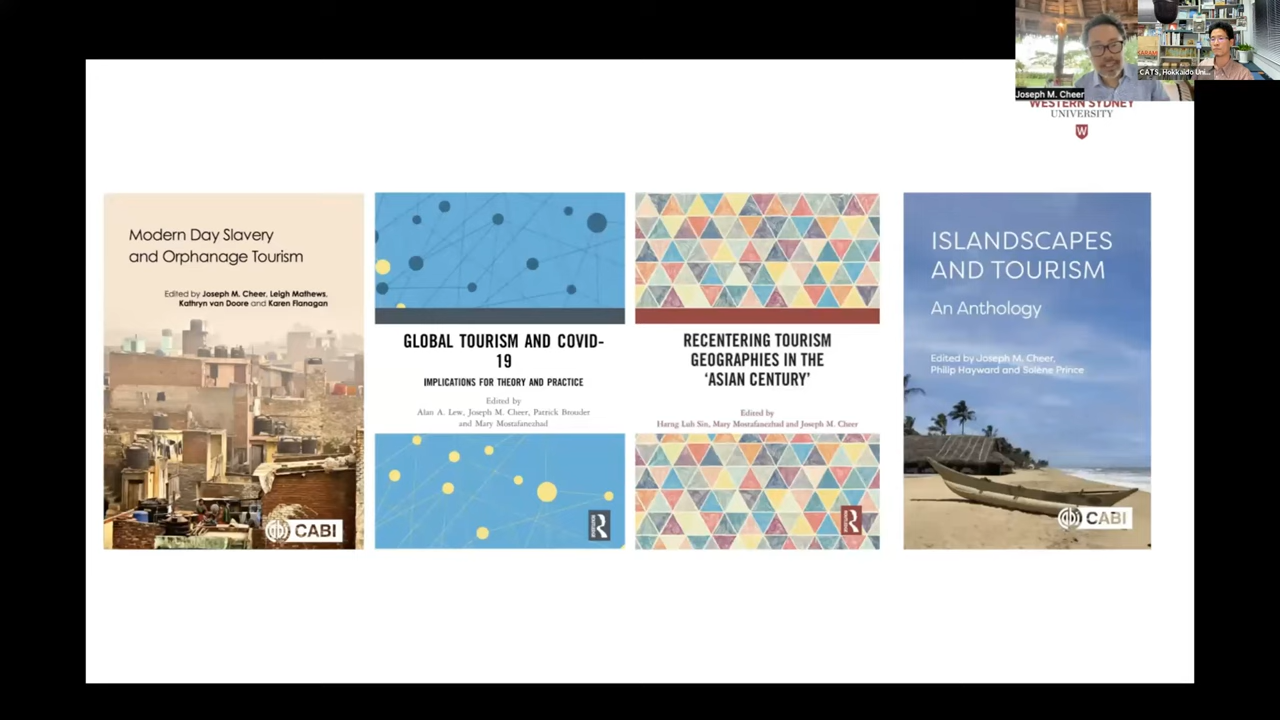 Joseph M. Cheer
CATS, Hokkaido Uni...
WESTERN SYDNEY
UNIVERSITY
W
Modern Day Slavery
and Orphanage Tourism
Edited by Joseph M. Cheer, Leigh Mathews,
Kathryn van Doore and Karen Flanagan
CABI
GLOBAL TOURISM AND COVID-
19
IMPLICATIONS FOR THEORY AND PRACTICE
Edited by
Alan A. Lew, Joseph M. Cheer, Patrick Brouder
and Mary Mostafanezhad
R
RECENTERING TOURISM
GEOGRAPHIES IN THE
‘ASIAN CENTURY’
Edited by
Harng Luh Sin, Mary Mostafanezhad and Joseph M. Cheer
R
ISLANDSCAPES
AND TOURISM
An Anthology
Edited by Joseph M. Cheer,
Philip Hayward and Solène Prince
CABI